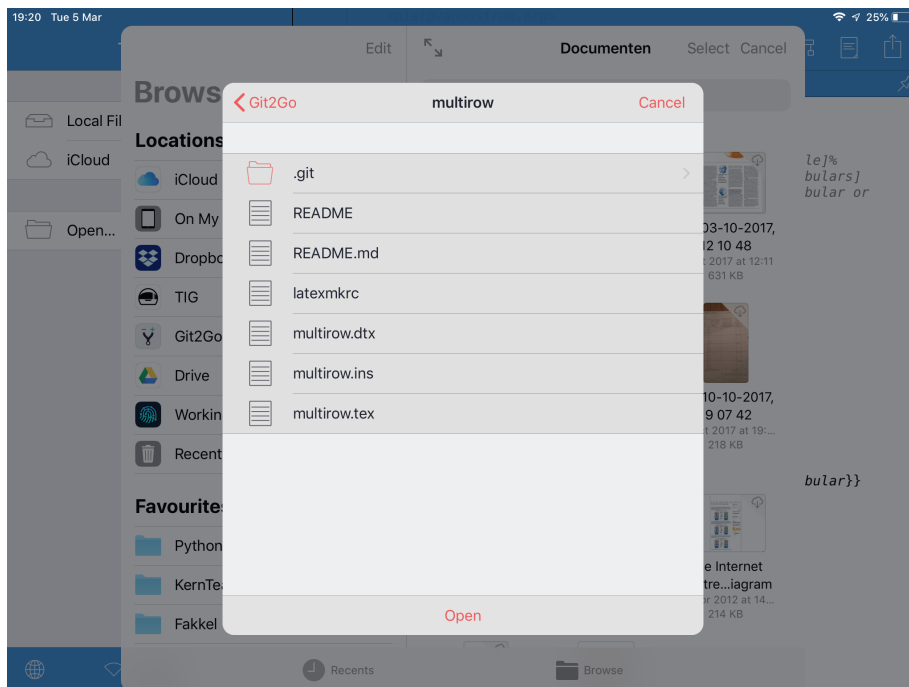 19:20 Tue 5 Mar
25%
Edit
Documenten
Select Cancel
Brows
Git2Go
multirow
Cancel
Local Fil
Locations
iCloud
iCloud
.git
le]%
bulars]
bular or
On My
README
03-10-2017,
12 10 48
2017 at 12:11
631 KB
Open...
Dropbo
README.md
TIG
latexmkrc
Git2Go
multirow.dtx
Drive
multirow.ins
10-10-2017,
9 07 42
t 2017 at 19:...
218 KB
Workin
multirow.tex
Recent
bular}}
Favourites
Python
e Internet
tre...iagram
or 2012 at 14...
214 KB
KernTe
Fakkel
Open
Recents
Browse